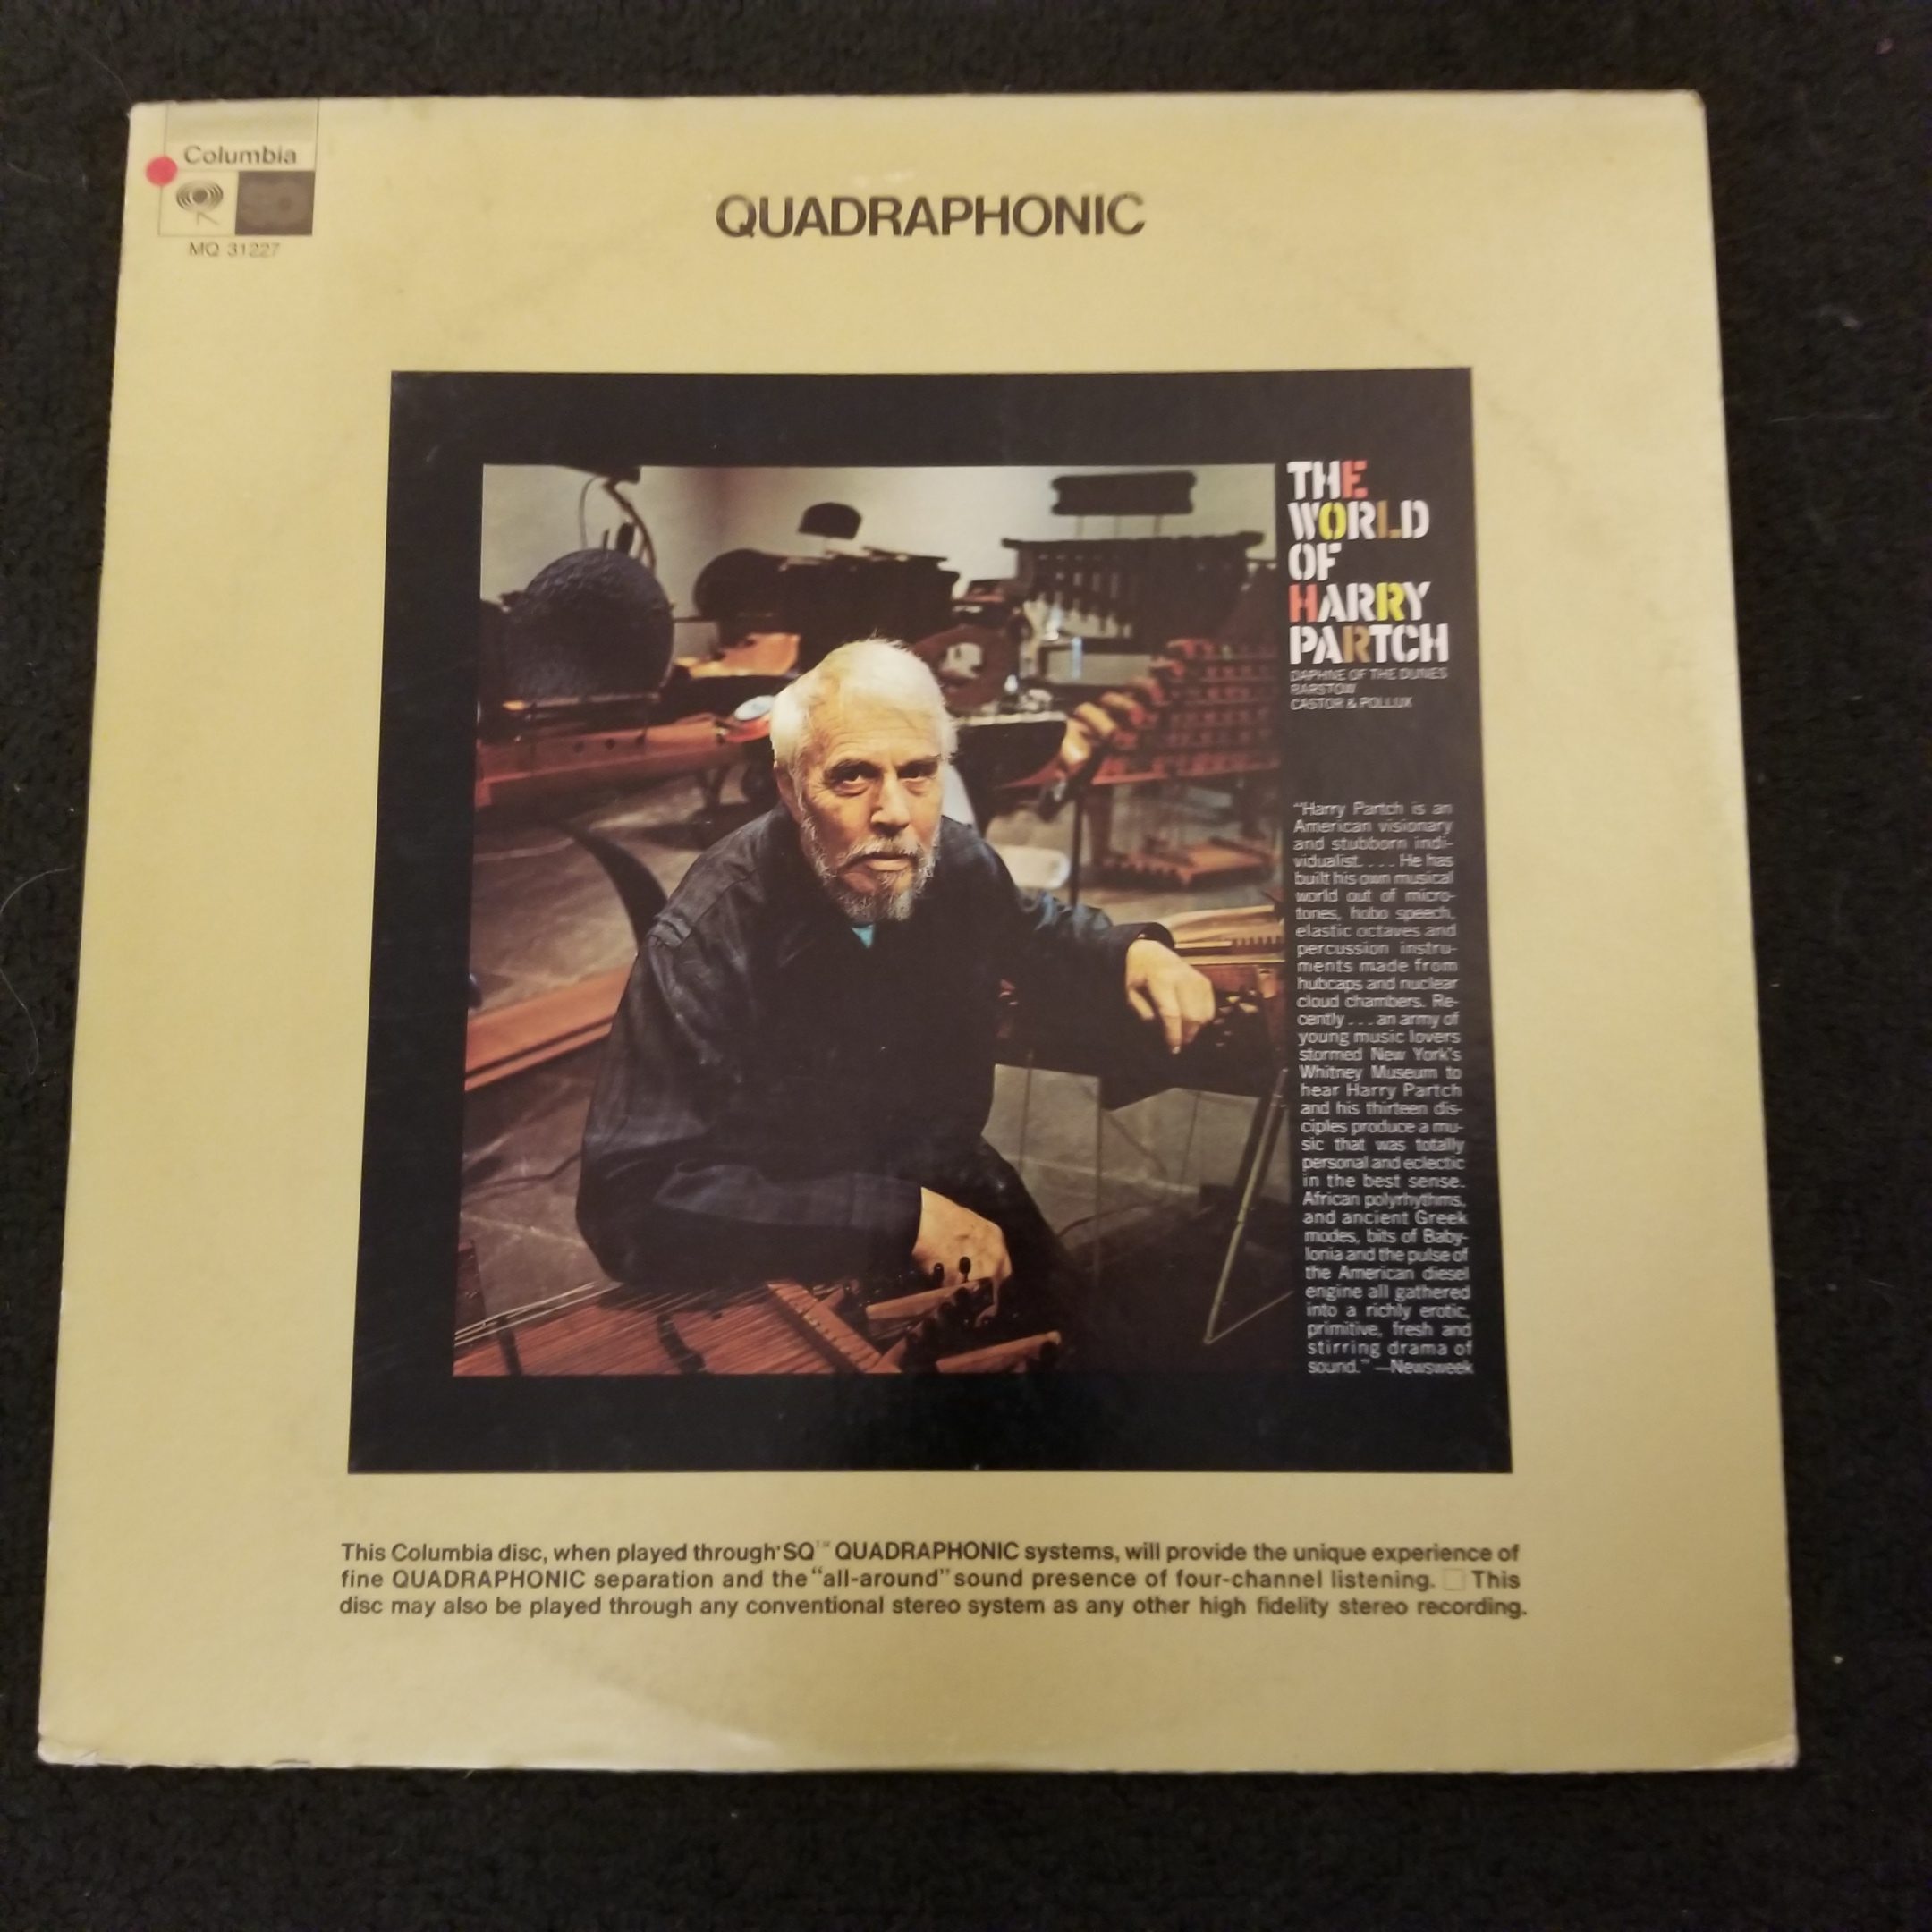 Columbia
MQ 31227
QUADRAPHONIC
THE
WORLD
OF
HARRY
PARTCH
DAPHNE OF THE DUNES
BARSTOW
CASTOR & POLLUX
"Harry Partch is an
American visionary
and stubborn indi-
vidualist. . . . He has
built his own musical
world out of micro-
tones, hobo speech,
elastic octaves and
percussion instru-
ments made from
hubcaps and nuclear
cloud chambers. Re-
cently . . . an army of
young music lovers
stormed New York's
Whitney Museum to
hear Harry Partch
and his thirteen dis-
ciples produce a mu-
sic that was totally
personal and eclectic
in the best sense.
African polyrhythms,
and ancient Greek
modes, bits of Baby-
lonia and the pulse of
the American diesel
engine all gathered
into a richly erotic,
primitive, fresh and
stirring drama of
sound." —Newsweek
This Columbia disc, when played through SQ™ QUADRAPHONIC systems, will provide the unique experience of
fine QUADRAPHONIC separation and the "all-around" sound presence of four-channel listening. □ This
disc may also be played through any conventional stereo system as any other high fidelity stereo recording.